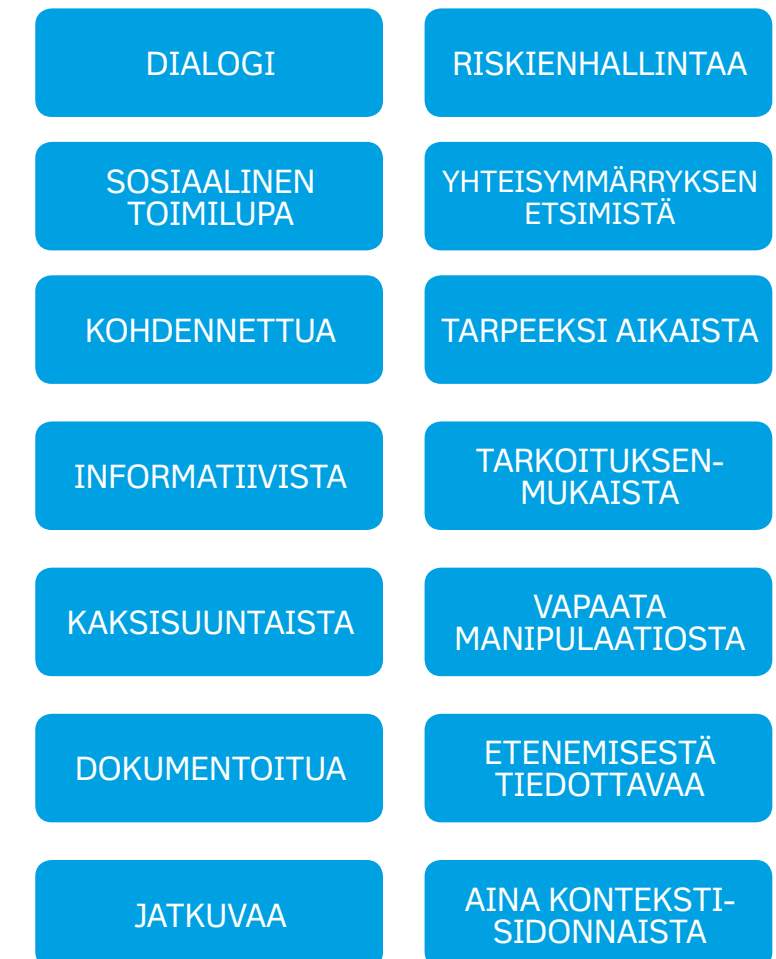 DIALOGI
RISKIENHALLINTAA
SOSIAALINEN
TOIMILUPA
YHTEISYMMÄRRYKSEN
ETSIMISTÄ
KOHDENNETTUA
TARPEEKSI AIKAISTA
INFORMATIIVISTA
TARKOITUKSEN-
MUKAISTA
KAKSISUUNTAISTA
VAPAATA
MANIPULAATIOSTA
DOKUMENTOITUA
ETENEMISESTÄ
TIEDOTTAVAA
JATKUVAA
AINA KONTEKSTI-
SIDONNAISTA